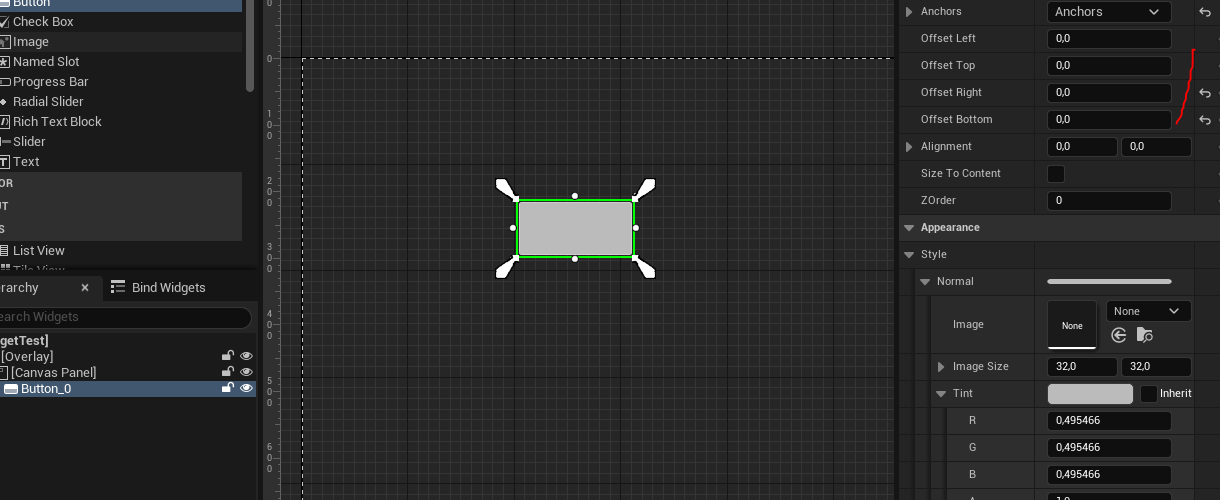 Button
Check Box
Image
Named Slot
Progress Bar
Radial Slider
Rich Text Block
Slider
Text
OR
UT
S
List View
Tile View
erarchy
Bind Widgets
earch Widgets
getTest]
[Overlay]
[Canvas Panel]
Button_0
0
0
100
200
300
400
500
600
Anchors Anchors
Offset Left 0,0
Offset Top 0,0
Offset Right 0,0
Offset Bottom 0,0
Alignment 0,0 0,0
Size To Content
ZOrder 0
Appearance
Style
Normal
Image None None
Image Size 32,0 32,0
Tint Inherit
R 0,495466
G 0,495466
B 0,495466
A 1,0